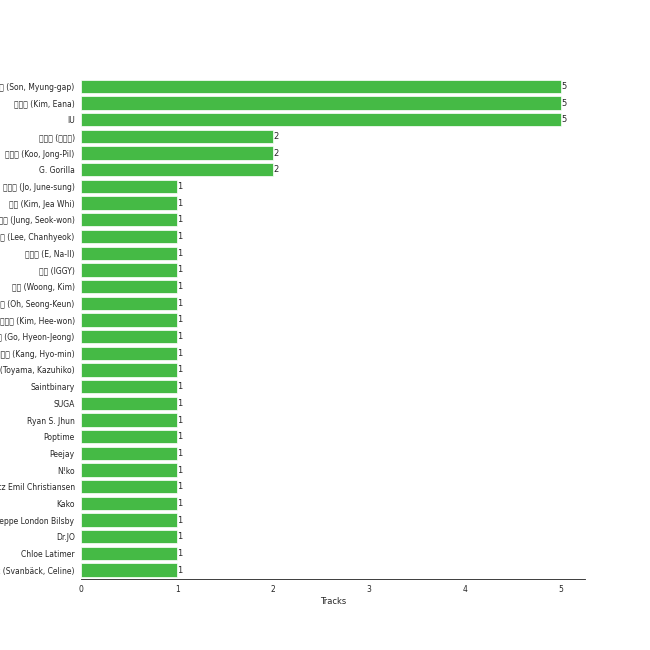 (Son, Myung-gap) 5
(Kim, Eana) 5
IU 5
2
(Koo, Jong-Pil) 2
G. Gorilla 2
(Jo, June-sung) 1
(Kim, Jea Whi) 1
(Jung, Seok-won) 1
(Lee, Chanhyeok) 1
(E, Na-Il) 1
(IGGY) 1
(Woong, Kim) 1
(Oh, Seong-Keun) 1
(Kim, Hee-won) 1
(Go, Hyeon-Jeong) 1
(Kang, Hyo-min) 1
(Toyama, Kazuhiko) 1
Saintbinary 1
SUGA 1
Ryan S. Jhun 1
Poptime 1
Peejay 1
N!ko 1
Emil Christiansen 1
Kako 1
London Bilsby 1
Dr.JO 1
Chloe Latimer 1
(Svanbäck, Celine) 1
0 1 2 3 4 5
Tracks